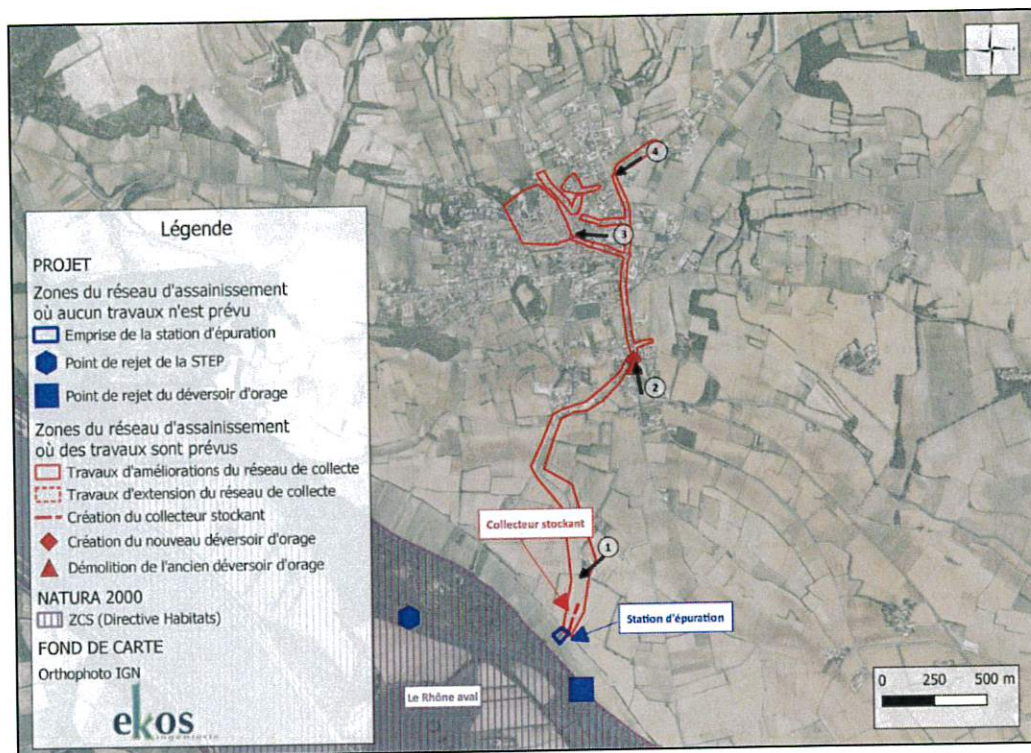 Légende
PROJET
Zones du réseau d'assainissement
où aucun travaux n'est prévu
Emprise de la station d'épuration
Point de rejet de la STEP
Point de rejet du déversoir d'orage
Zones du réseau d'assainissement
où des travaux sont prévus
Travaux d'améliorations du réseau de collecte
Travaux d'extension du réseau de collecte
Création du collecteur stockant
Création du nouveau déversoir d'orage
Démolition de l'ancien déversoir d'orage
NATURA 2000
ZCS (Directive Habitats)
FOND DE CARTE
Orthophoto IGN
ekos
ingénierie
4
3
2
1
Collecteur stockant
Station d'épuration
Le Rhône aval
0 250 500 m